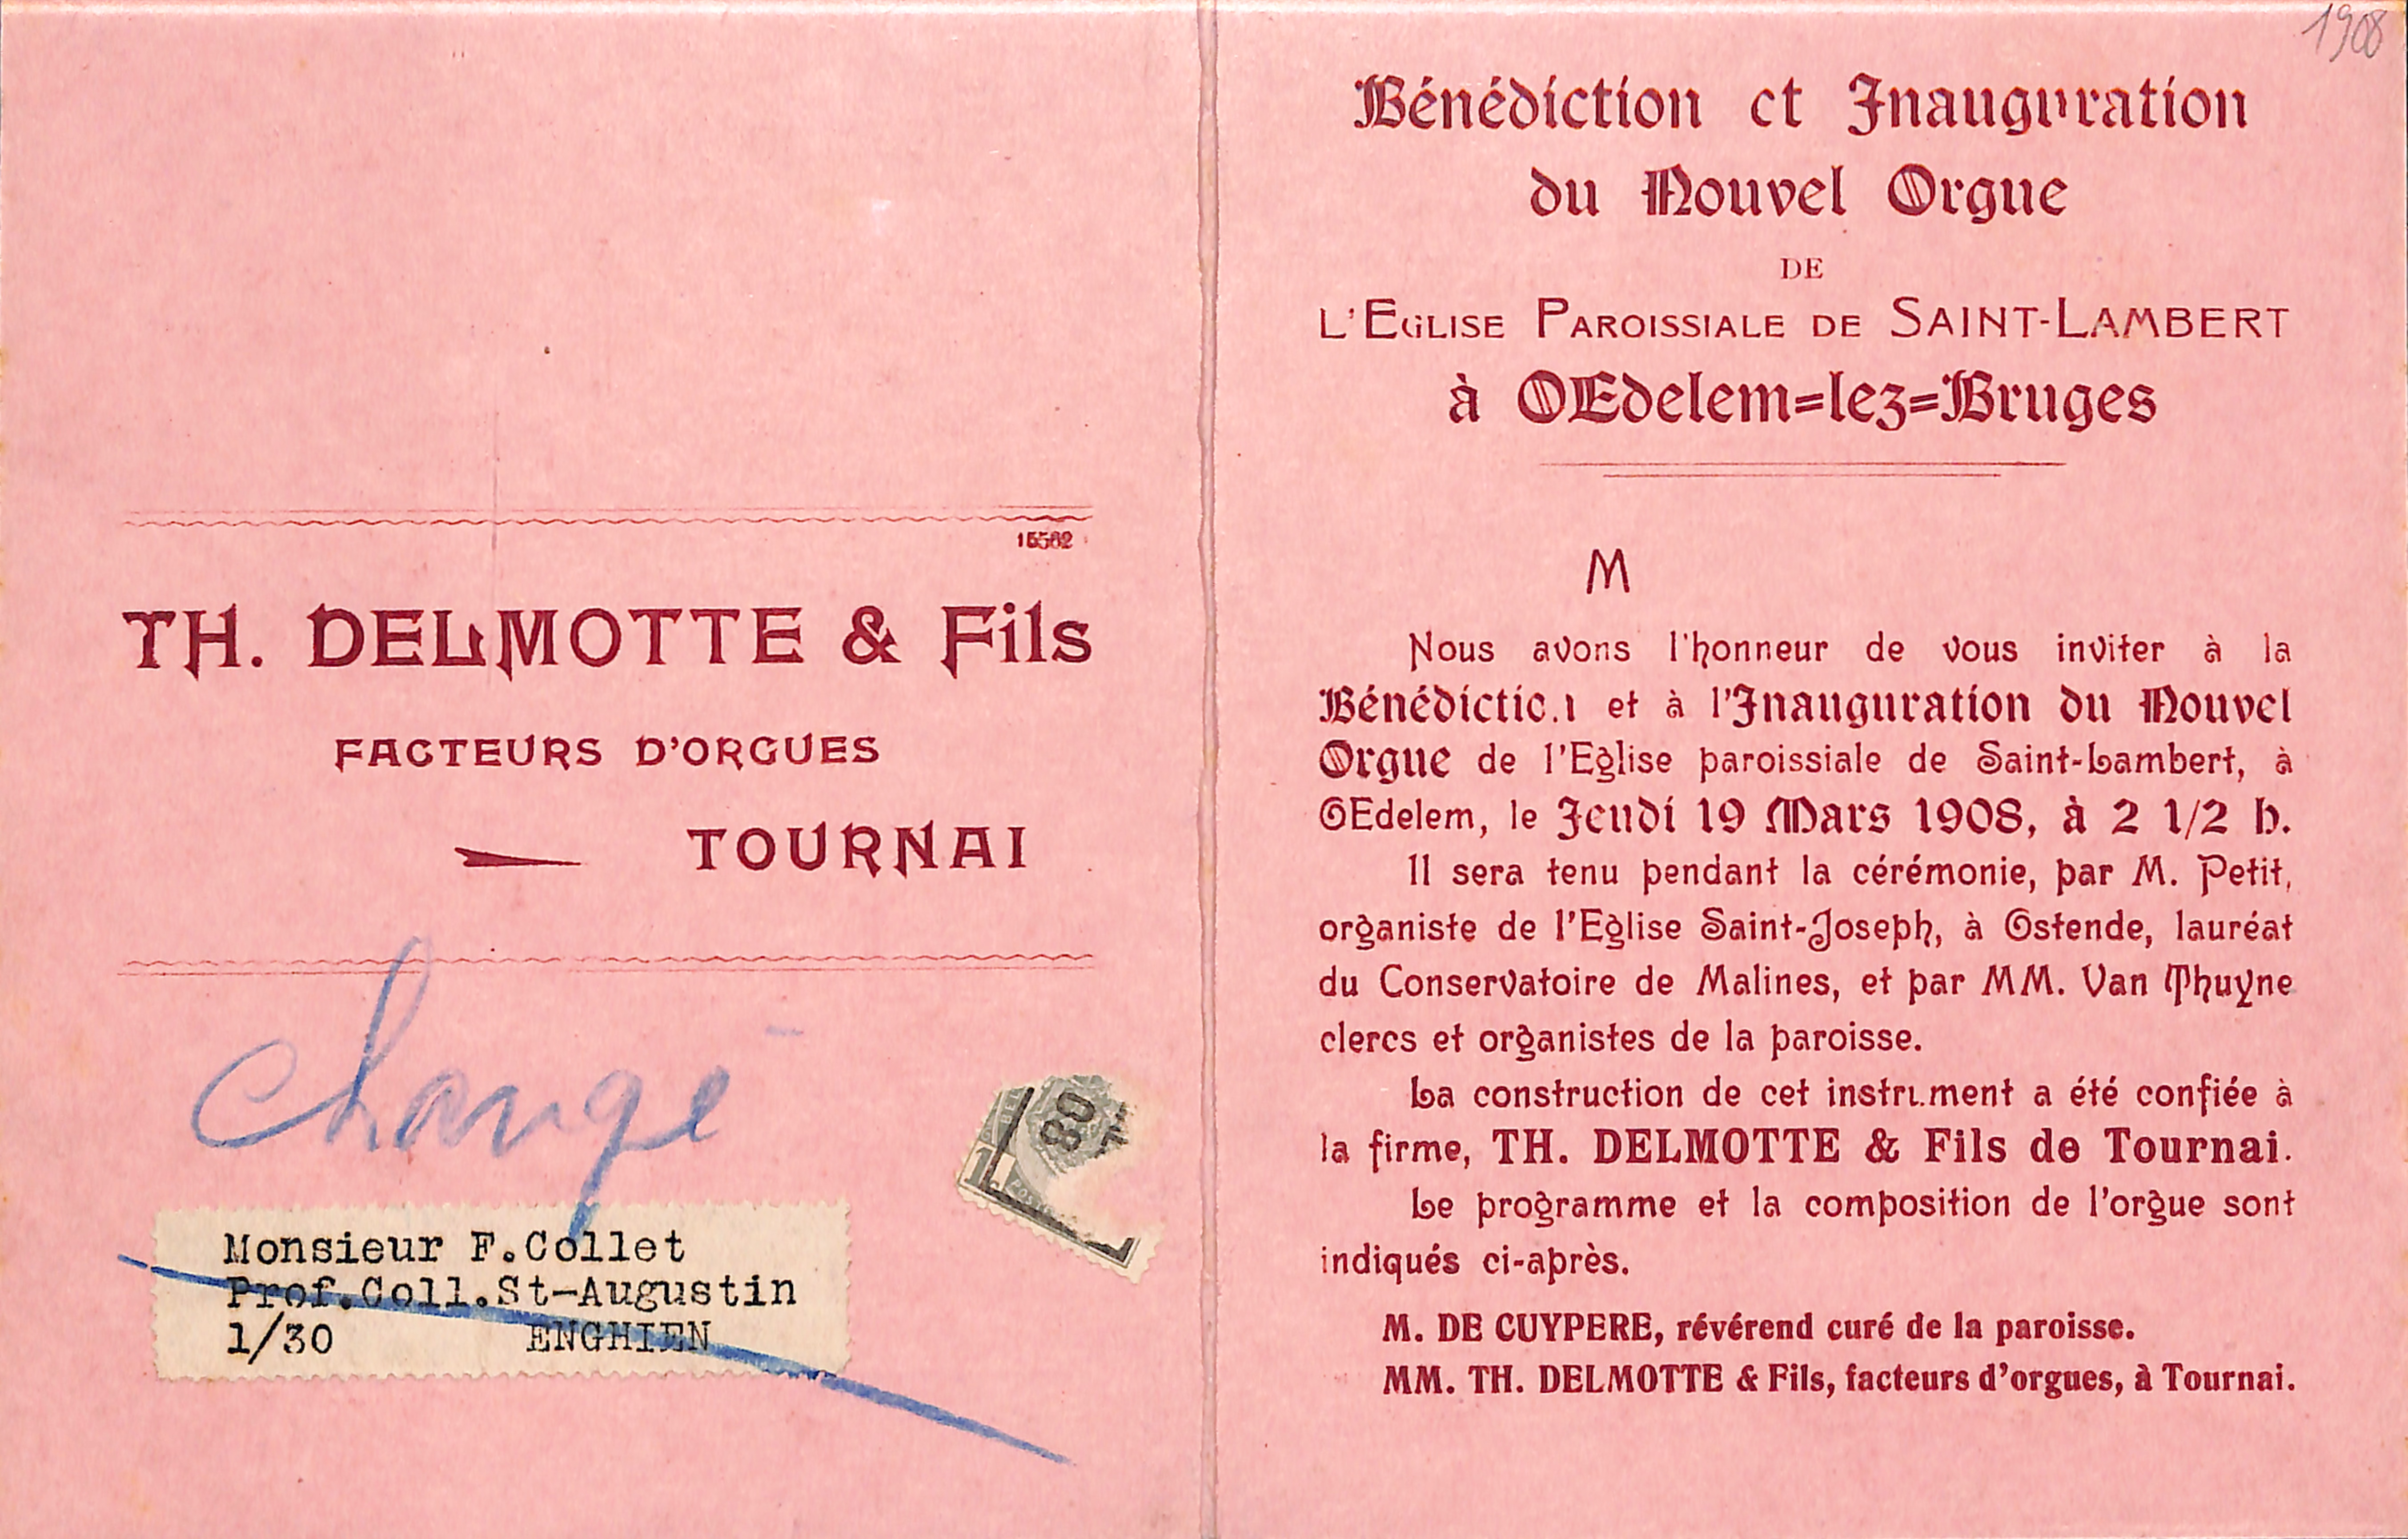 15562
TH. DELMOTTE & Fils
FACTEURS D'ORGUES
TOURNAI
changé
Monsieur F.Collet
Prof.Coll.St-Augustin
1/30 ENGHIEN
1908
Bénédiction et Inauguration
du Nouvel Orgue
DE
L'EGLISE PAROISSIALE DE SAINT-LAMBERT
à OEdelem=lez=Bruges
M
Nous avons l'honneur de vous inviter à la
Bénédiction et à l'Inauguration du Nouvel
Orgue de l'Eglise paroissiale de Saint-Lambert, à
OEdelem, le Jeudi 19 Mars 1908, à 2 1/2 h.
Il sera tenu pendant la cérémonie, par M. Petit,
organiste de l'Eglise Saint-Joseph, à Ostende, lauréat
du Conservatoire de Malines, et par MM. Van Thuyne
clercs et organistes de la paroisse.
La construction de cet instrument a été confiée à
la firme, TH. DELMOTTE & Fils de Tournai.
Le programme et la composition de l'orgue sont
indiqués ci-après.
M. DE CUYPERE, révérend curé de la paroisse.
MM. TH. DELMOTTE & Fils, facteurs d'orgues, à Tournai.